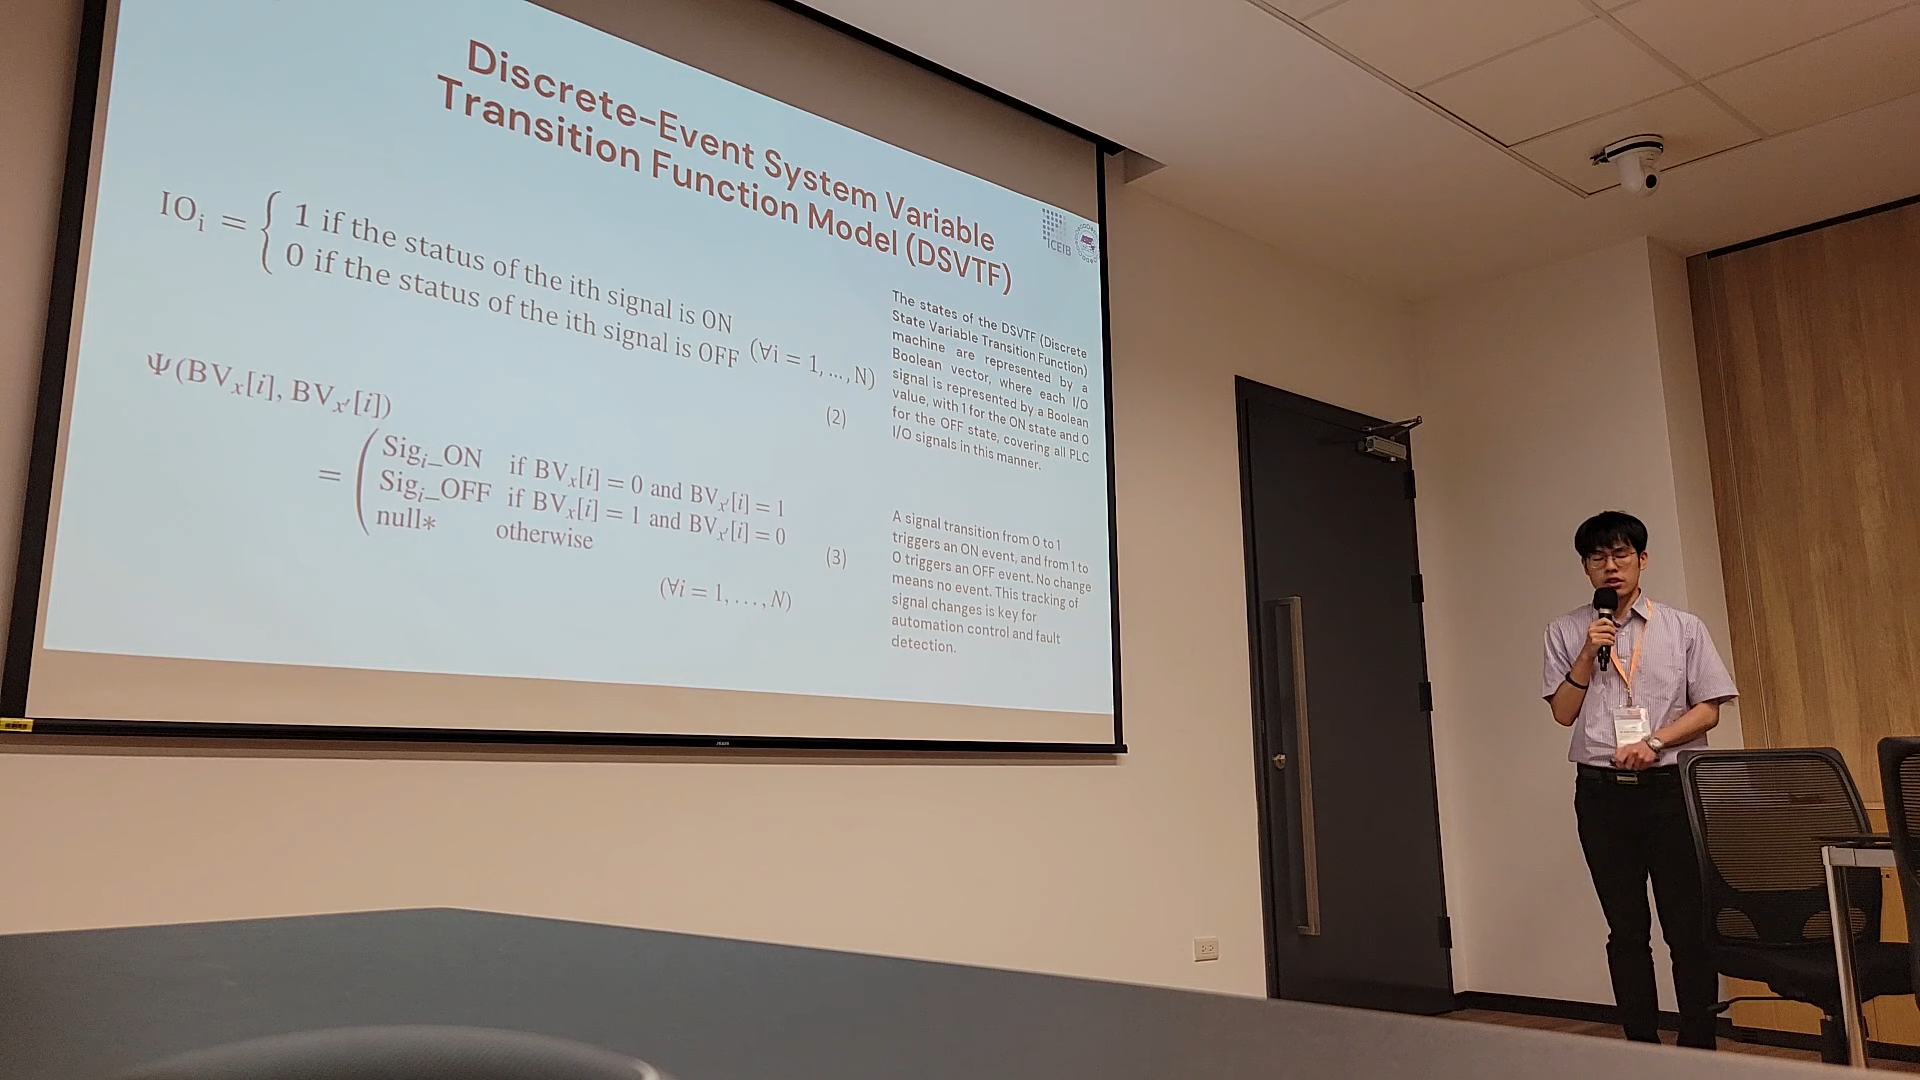 Discrete-Event System Variable
Transition Function Model (DSVTF)
ICEIB
IOᵢ = { 1 if the status of the ith signal is ON
0 if the status of the ith signal is OFF (∀i = 1, ..., N)
(2)
Ψ(BVₓ[i], BVₓ′[i])
= ( Sigᵢ_ON if BVₓ[i] = 0 and BVₓ′[i] = 1
Sigᵢ_OFF if BVₓ[i] = 1 and BVₓ′[i] = 0
null* otherwise
(3)
(∀i = 1, . . . , N)
The states of the DSVTF (Discrete
State Variable Transition Function)
machine are represented by a
Boolean vector, where each I/O
signal is represented by a Boolean
value, with 1 for the ON state and 0
for the OFF state, covering all PLC
I/O signals in this manner.
A signal transition from 0 to 1
triggers an ON event, and from 1 to
0 triggers an OFF event. No change
means no event. This tracking of
signal changes is key for
automation control and fault
detection.